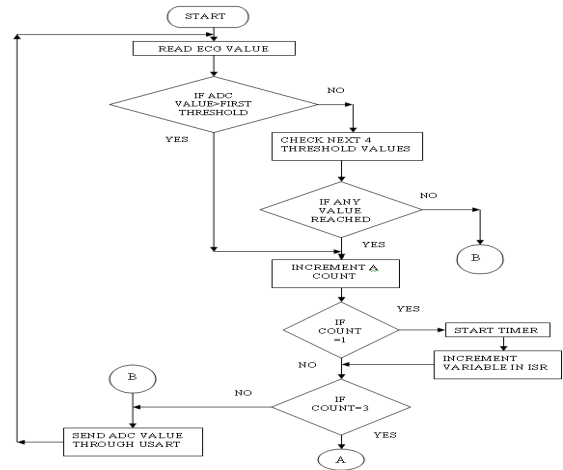 START
READ ECG VALUE
IF ADC
VALUE>FIRST
THRESHOLD
NO
YES
CHECK NEXT 4
THRESHOLD VALUES
IF ANY
VALUE
REACHED
NO
YES
B
INCREMENT A
COUNT
IF
COUNT
=1
YES
START TIMER
INCREMENT
VARIABLE IN ISR
NO
B
NO
IF
COUNT=3
YES
SEND ADC VALUE
THROUGH USART
A